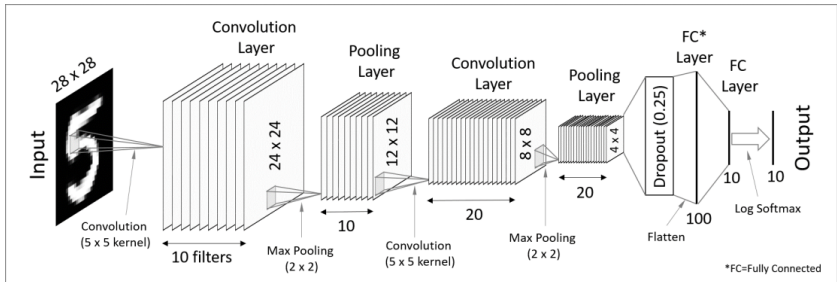 Input
28 x 28
Convolution
(5 x 5 kernel)
Convolution
Layer
24 x 24
10 filters
Max Pooling
(2 x 2)
Pooling
Layer
12 x 12
10
Convolution
(5 x 5 kernel)
Convolution
Layer
8 x 8
20
Max Pooling
(2 x 2)
Pooling
Layer
4 x 4
20
Dropout (0.25)
Flatten
FC*
Layer
100
FC
Layer
10
Log Softmax
10
Output
*FC=Fully Connected
5